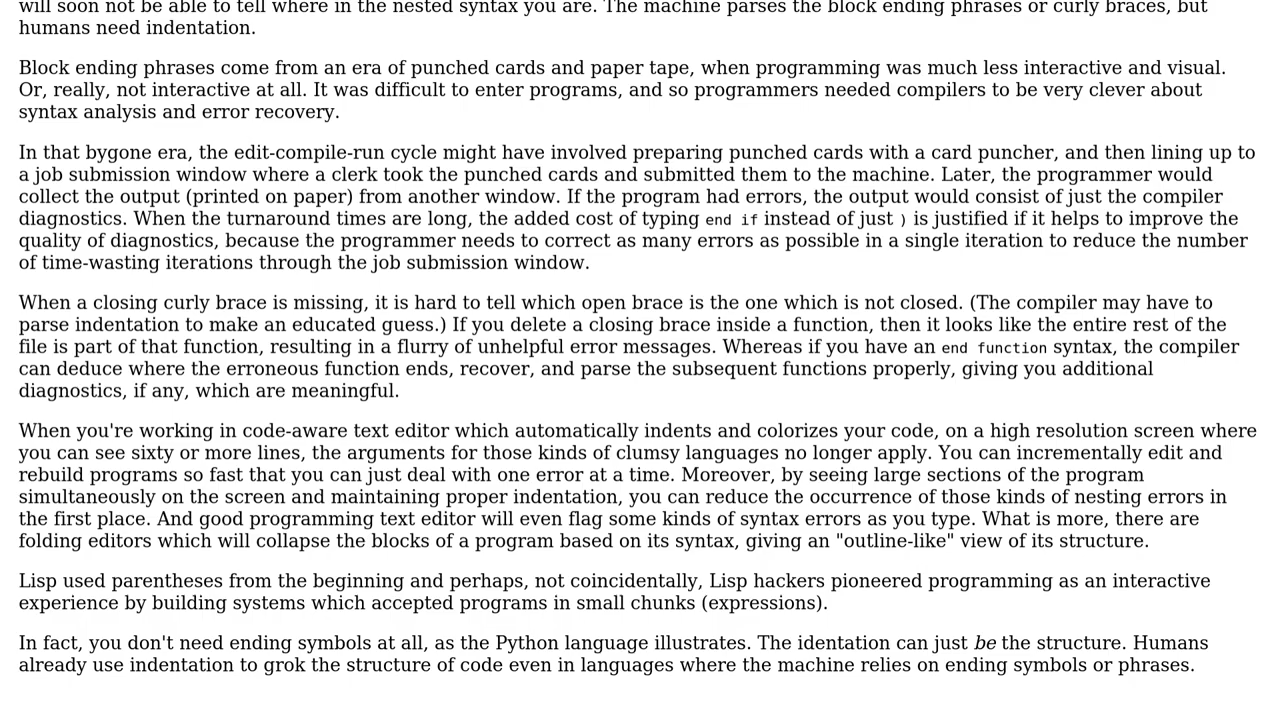 will soon not be able to tell where in the nested syntax you are. The machine parses the block ending phrases or curly braces, but
humans need indentation.
Block ending phrases come from an era of punched cards and paper tape, when programming was much less interactive and visual.
Or, really, not interactive at all. It was difficult to enter programs, and so programmers needed compilers to be very clever about
syntax analysis and error recovery.
In that bygone era, the edit-compile-run cycle might have involved preparing punched cards with a card puncher, and then lining up to
a job submission window where a clerk took the punched cards and submitted them to the machine. Later, the programmer would
collect the output (printed on paper) from another window. If the program had errors, the output would consist of just the compiler
diagnostics. When the turnaround times are long, the added cost of typing end if instead of just ) is justified if it helps to improve the
quality of diagnostics, because the programmer needs to correct as many errors as possible in a single iteration to reduce the number
of time-wasting iterations through the job submission window.
When a closing curly brace is missing, it is hard to tell which open brace is the one which is not closed. (The compiler may have to
parse indentation to make an educated guess.) If you delete a closing brace inside a function, then it looks like the entire rest of the
file is part of that function, resulting in a flurry of unhelpful error messages. Whereas if you have an end function syntax, the compiler
can deduce where the erroneous function ends, recover, and parse the subsequent functions properly, giving you additional
diagnostics, if any, which are meaningful.
When you're working in code-aware text editor which automatically indents and colorizes your code, on a high resolution screen where
you can see sixty or more lines, the arguments for those kinds of clumsy languages no longer apply. You can incrementally edit and
rebuild programs so fast that you can just deal with one error at a time. Moreover, by seeing large sections of the program
simultaneously on the screen and maintaining proper indentation, you can reduce the occurrence of those kinds of nesting errors in
the first place. And good programming text editor will even flag some kinds of syntax errors as you type. What is more, there are
folding editors which will collapse the blocks of a program based on its syntax, giving an "outline-like" view of its structure.
Lisp used parentheses from the beginning and perhaps, not coincidentally, Lisp hackers pioneered programming as an interactive
experience by building systems which accepted programs in small chunks (expressions).
In fact, you don't need ending symbols at all, as the Python language illustrates. The identation can just be the structure. Humans
already use indentation to grok the structure of code even in languages where the machine relies on ending symbols or phrases.